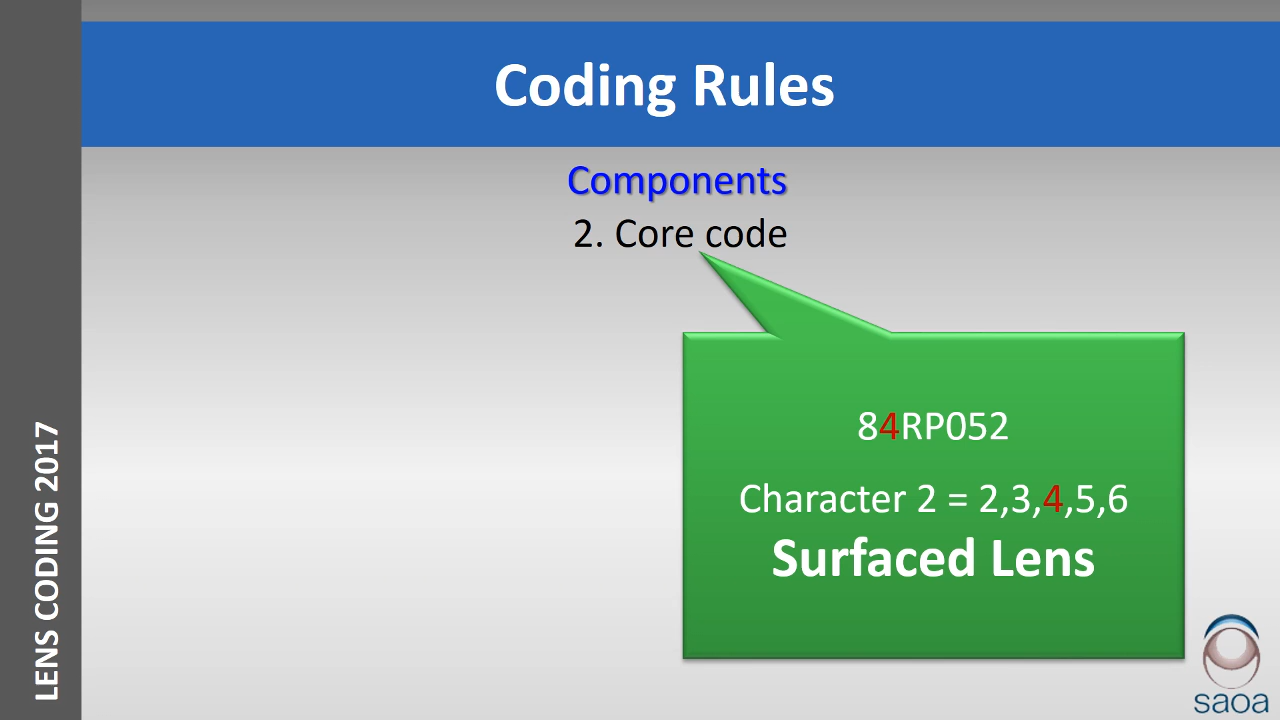 Coding Rules
Components
2. Core code
84RP052
Character 2 = 2,3,4,5,6
Surfaced Lens
LENS CODING 2017
saoa